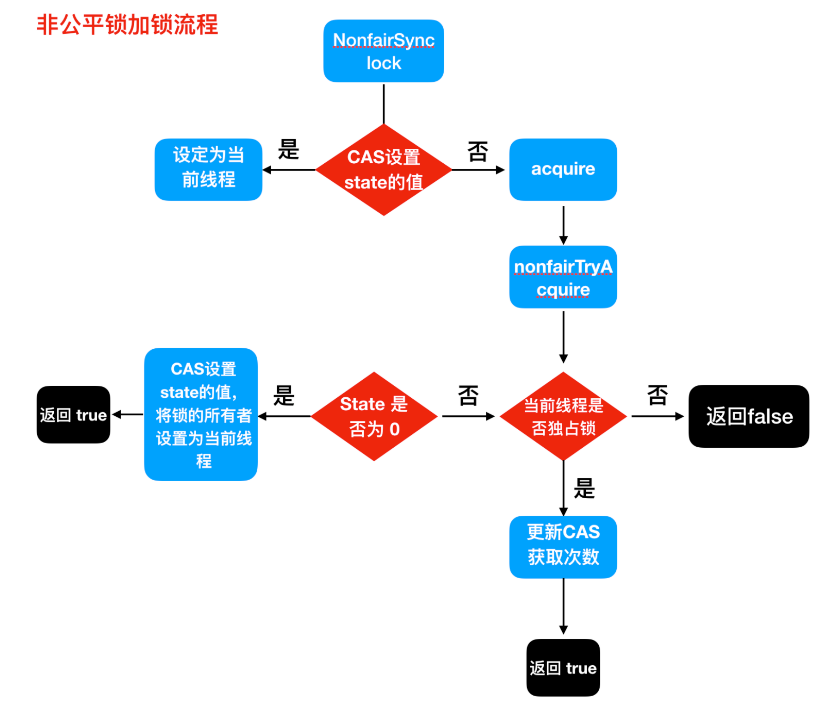 非公平锁加锁流程
NonfairSync
lock
CAS设置
state的值
是
设定为当
前线程
否
acquire
nonfairTryA
cquire
当前线程是
否独占锁
否
State 是
否为 0
是
CAS设置
state的值，
将锁的所有者
设置为当前线
程
返回 true
否
返回false
是
更新CAS
获取次数
返回 true